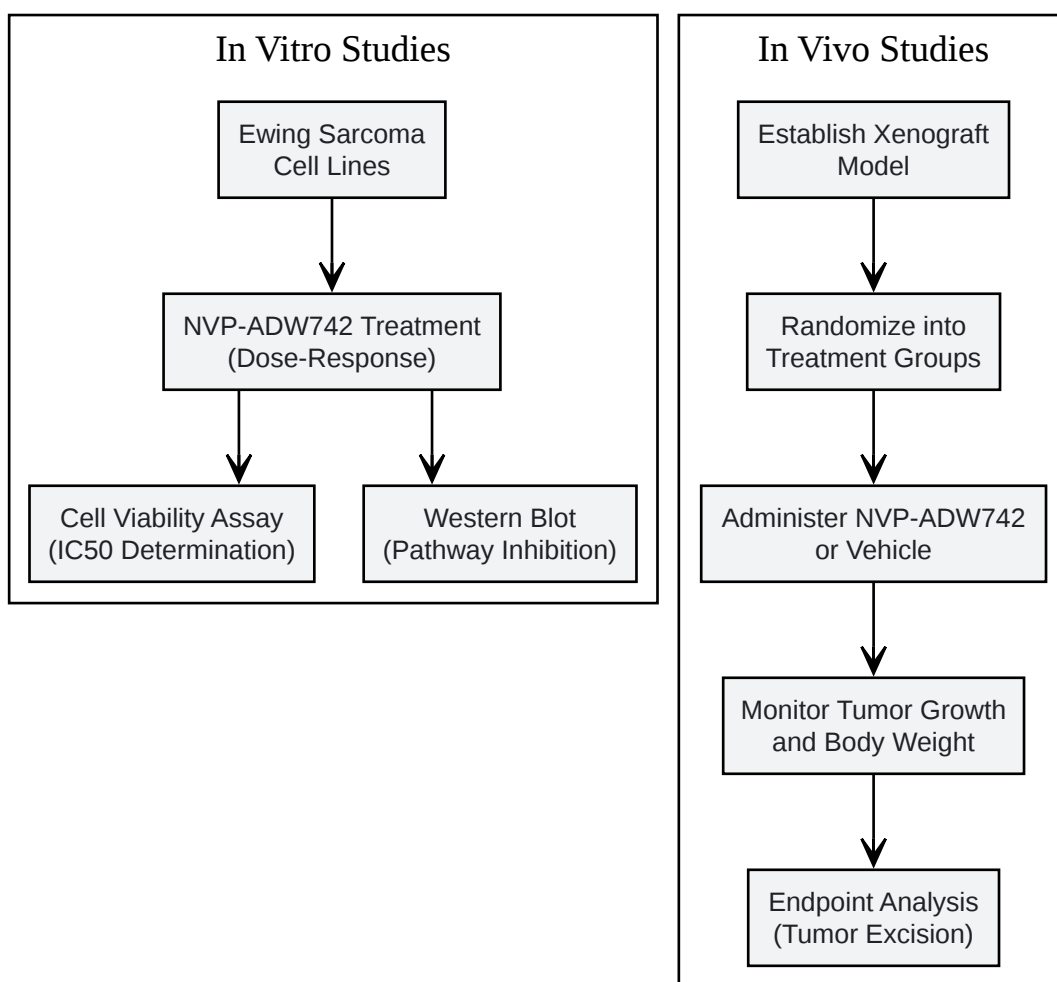 In Vitro Studies
Ewing Sarcoma
Cell Lines
NVP-ADW742 Treatment
(Dose-Response)
Cell Viability Assay
(IC50 Determination)
Western Blot
(Pathway Inhibition)
In Vivo Studies
Establish Xenograft
Model
Randomize into
Treatment Groups
Administer NVP-ADW742
or Vehicle
Monitor Tumor Growth
and Body Weight
Endpoint Analysis
(Tumor Excision)